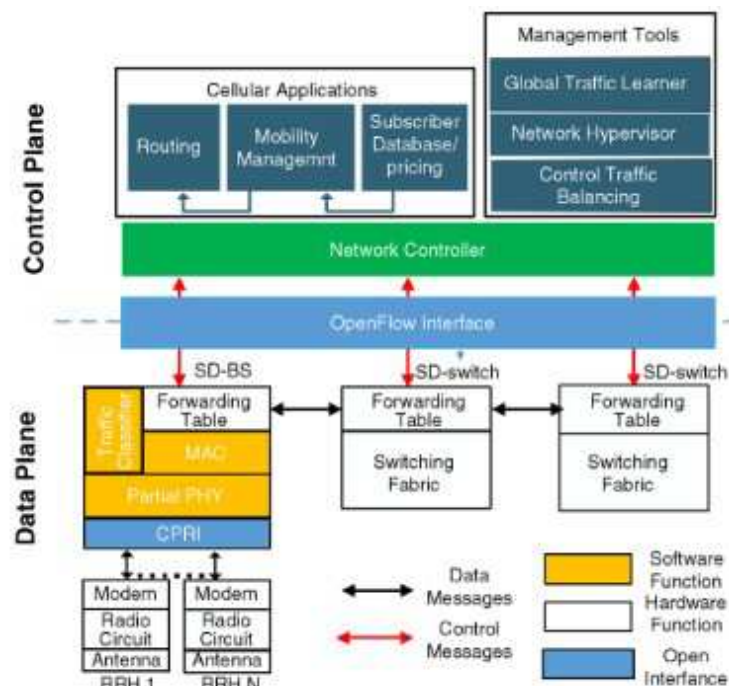 Management Tools
Global Traffic Learner
Network Hypervisor
Control Traffic
Balancing
Cellular Applications
Routing
Mobility
Managemnt
Subscriber
Database/
pricing
Control Plane
Network Controller
OpenFlow Interface
SD-BS
SD-switch
SD-switch
Data Plane
Traffic
Classifier
Forwarding
Table
MAC
Partial PHY
CPRI
Forwarding
Table
Switching
Fabric
Forwarding
Table
Switching
Fabric
Modem
Radio
Circuit
Antenna
RRH 1
Modem
Radio
Circuit
Antenna
RRH N
Data
Messages
Control
Messages
Software
Function
Hardware
Function
Open
Interfance